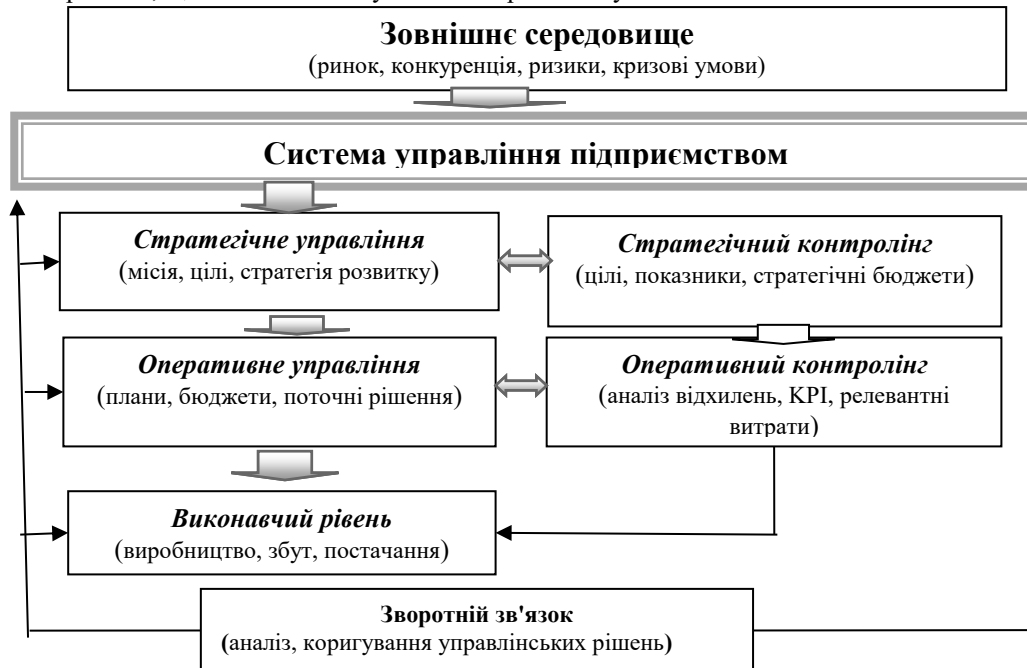 Зовнішнє середовище
(ринок, конкуренція, ризики, кризові умови)
Система управління підприємством
Стратегічне управління
(місія, цілі, стратегія розвитку)
Стратегічний контролінг
(цілі, показники, стратегічні бюджети)
Оперативне управління
(плани, бюджети, поточні рішення)
Оперативний контролінг
(аналіз відхилень, KPI, релевантні
витрати)
Виконавчий рівень
(виробництво, збут, постачання)
Зворотній зв'язок
(аналіз, коригування управлінських рішень)